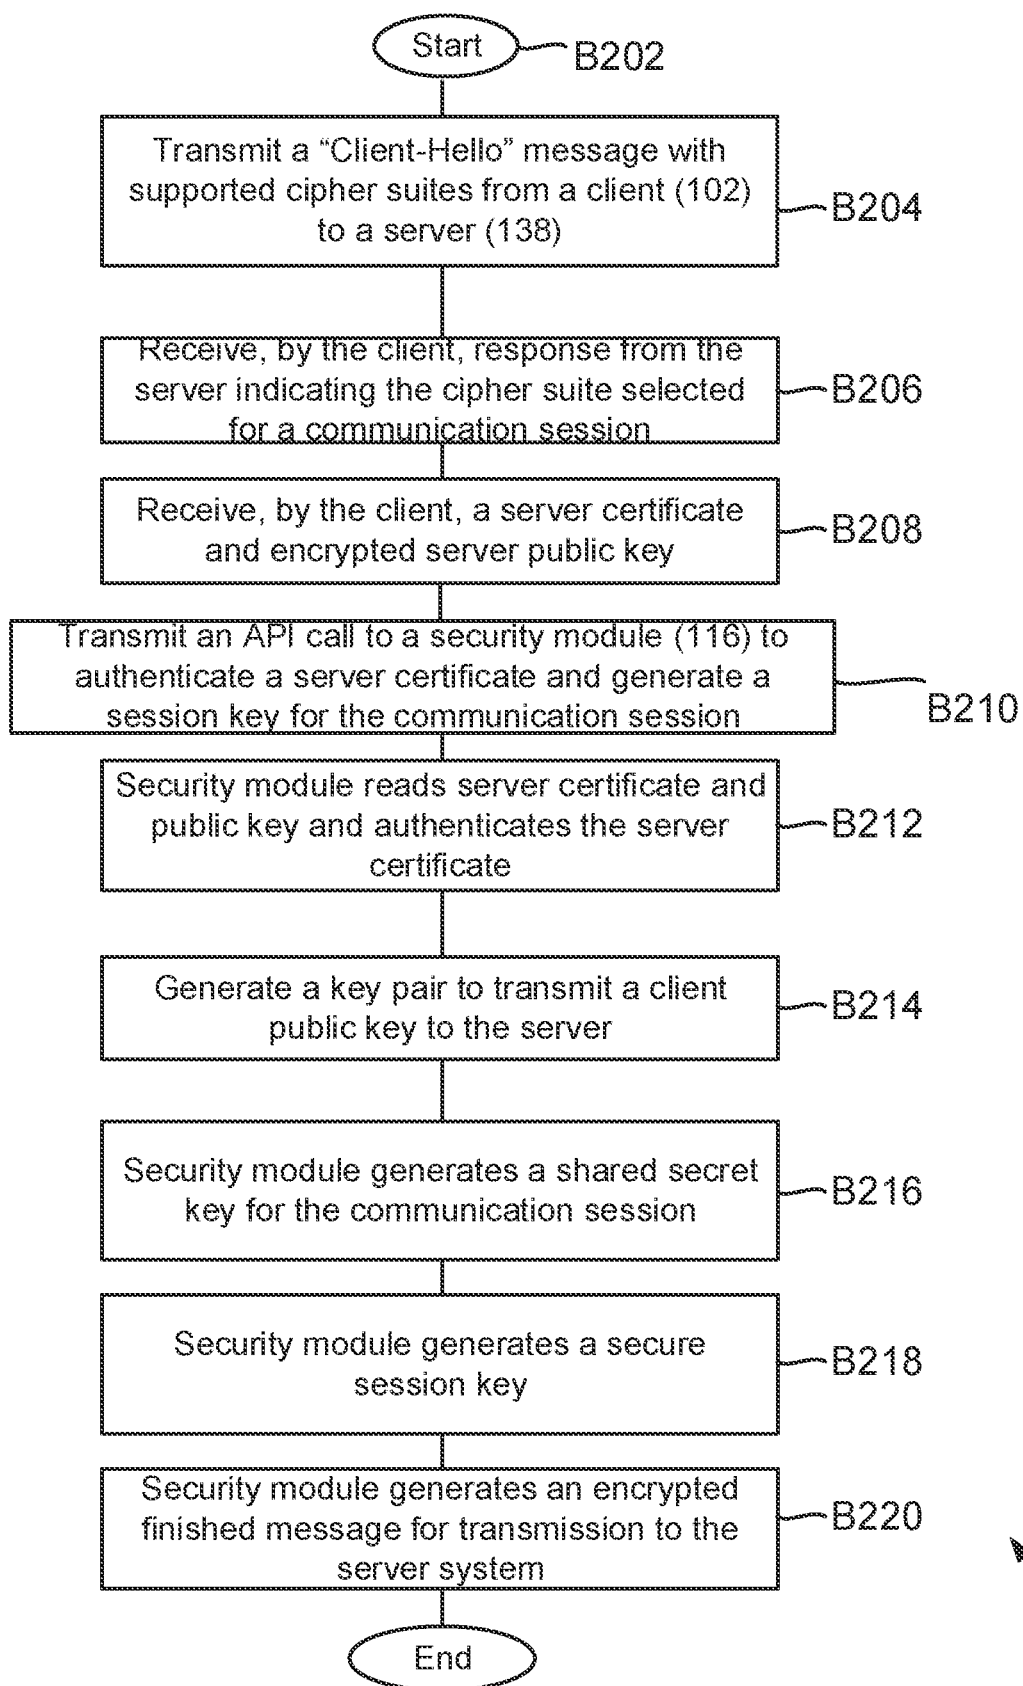 Start
B202
Transmit a “Client-Hello” message with
supported cipher suites from a client (102)
to a server (138)
B204
Receive, by the client, response from the
server indicating the cipher suite selected
for a communication session
B206
Receive, by the client, a server certificate
and encrypted server public key
B208
Transmit an API call to a security module (116) to
authenticate a server certificate and generate a
session key for the communication session
B210
Security module reads server certificate and
public key and authenticates the server
certificate
B212
Generate a key pair to transmit a client
public key to the server
B214
Security module generates a shared secret
key for the communication session
B216
Security module generates a secure
session key
B218
Security module generates an encrypted
finished message for transmission to the
server system
B220
End